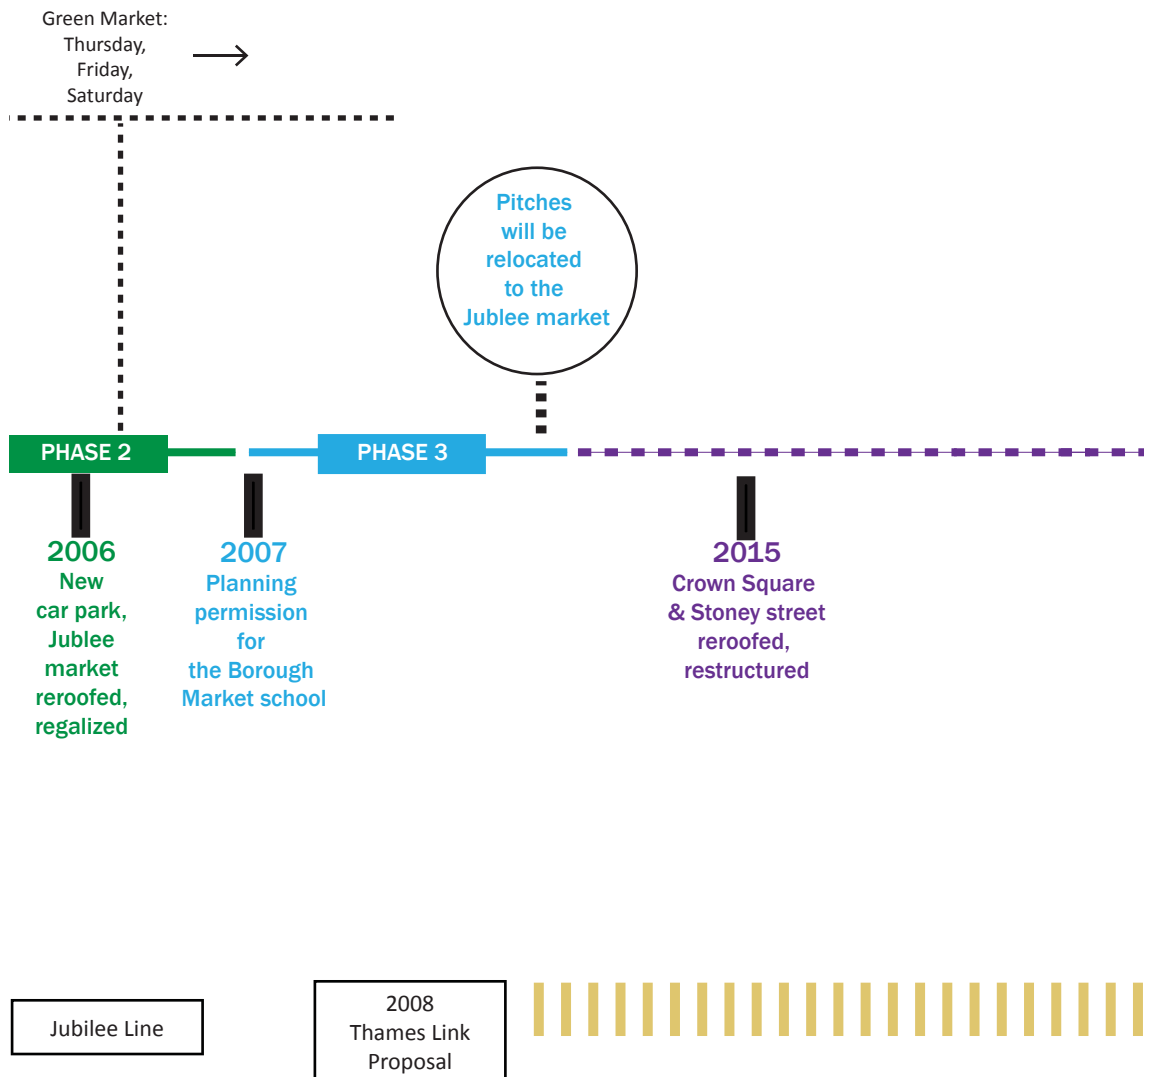 Green Market:
Thursday,
Friday,
Saturday
Pitches
will be
relocated
to the
Jublee market
PHASE 2
PHASE 3
2006
New
car park,
Jublee
market
reroofed,
regalized
2007
Planning
permission
for
the Borough
Market school
2015
Crown Square
& Stoney street
reroofed,
restructured
Jubilee Line
2008
Thames Link
Proposal